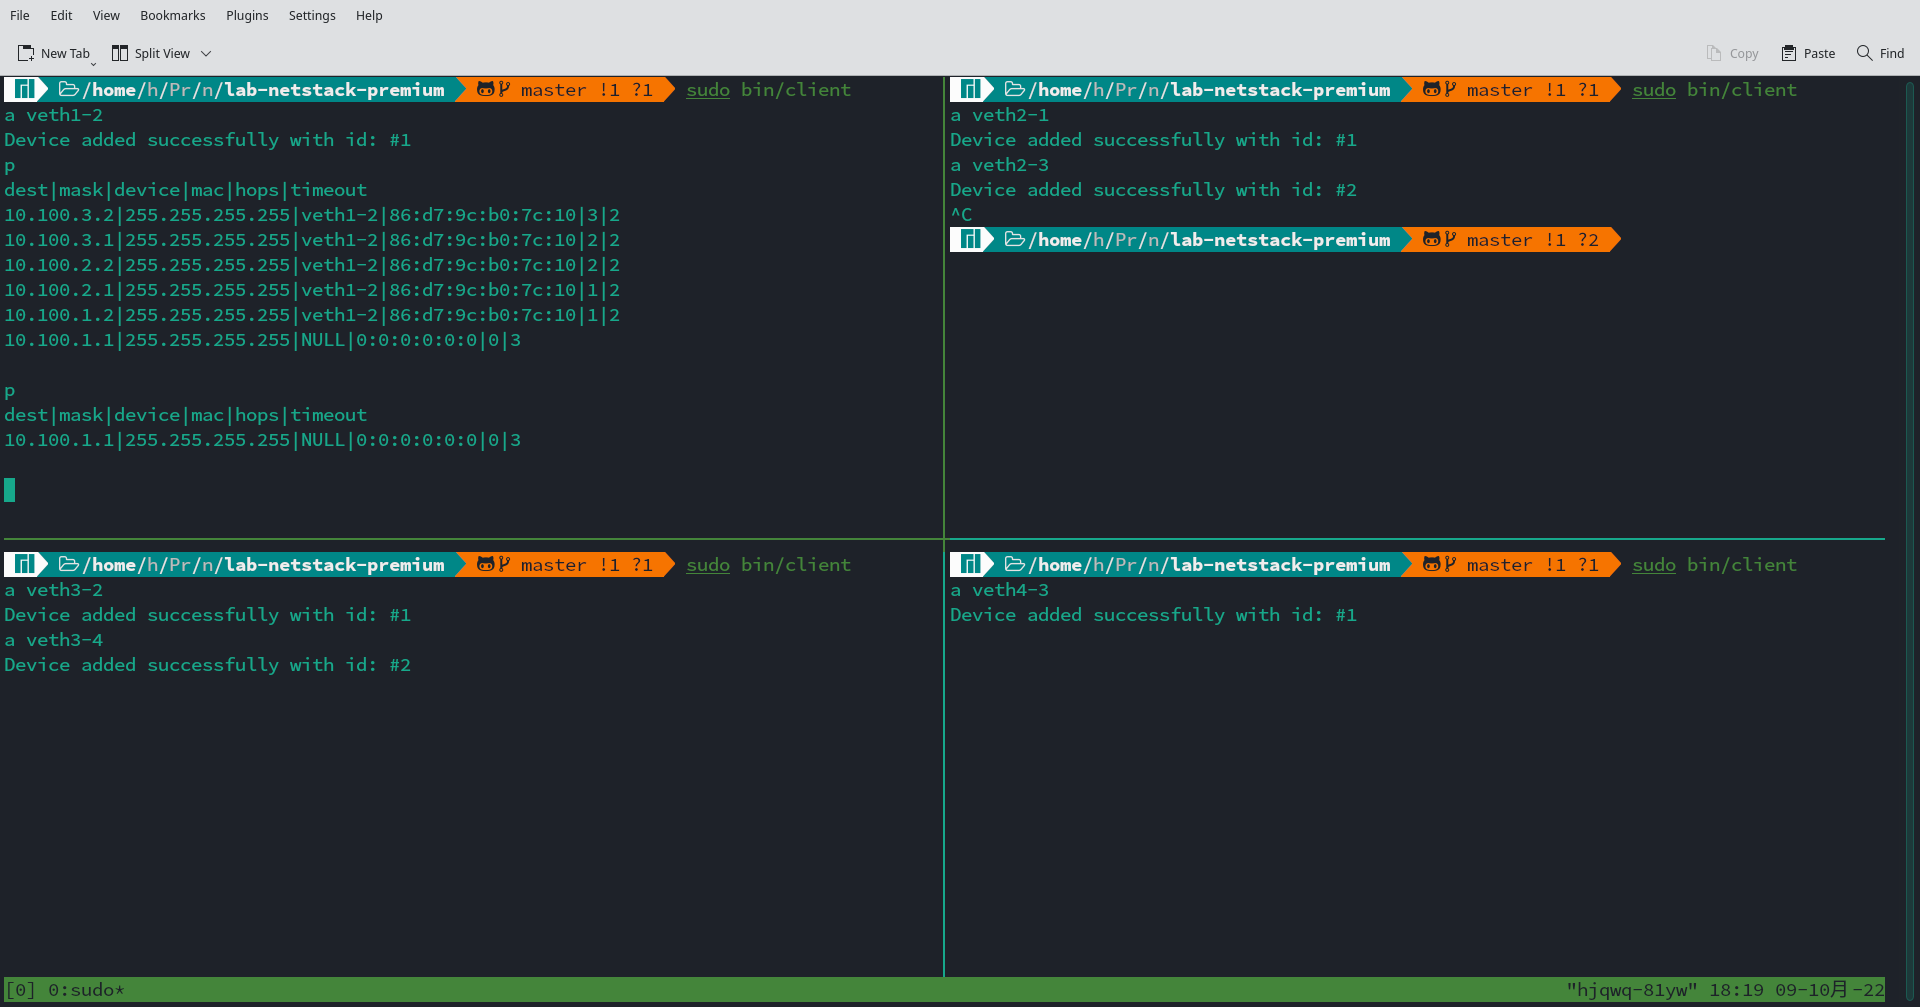 File Edit View Bookmarks Plugins Settings Help
New Tab Split View Copy Paste Find
/home/h/Pr/n/lab-netstack-premium master !1 ?1 sudo bin/client
a veth1-2
Device added successfully with id: #1
p
dest|mask|device|mac|hops|timeout
10.100.3.2|255.255.255.255|veth1-2|86:d7:9c:b0:7c:10|3|2
10.100.3.1|255.255.255.255|veth1-2|86:d7:9c:b0:7c:10|2|2
10.100.2.2|255.255.255.255|veth1-2|86:d7:9c:b0:7c:10|2|2
10.100.2.1|255.255.255.255|veth1-2|86:d7:9c:b0:7c:10|1|2
10.100.1.2|255.255.255.255|veth1-2|86:d7:9c:b0:7c:10|1|2
10.100.1.1|255.255.255.255|NULL|0:0:0:0:0:0|0|3
p
dest|mask|device|mac|hops|timeout
10.100.1.1|255.255.255.255|NULL|0:0:0:0:0:0|0|3
/home/h/Pr/n/lab-netstack-premium master !1 ?1 sudo bin/client
a veth2-1
Device added successfully with id: #1
a veth2-3
Device added successfully with id: #2
^C
/home/h/Pr/n/lab-netstack-premium master !1 ?2
/home/h/Pr/n/lab-netstack-premium master !1 ?1 sudo bin/client
a veth3-2
Device added successfully with id: #1
a veth3-4
Device added successfully with id: #2
/home/h/Pr/n/lab-netstack-premium master !1 ?1 sudo bin/client
a veth4-3
Device added successfully with id: #1
[0] 0:sudo* "hjqwq-81yw" 18:19 09-10月-22